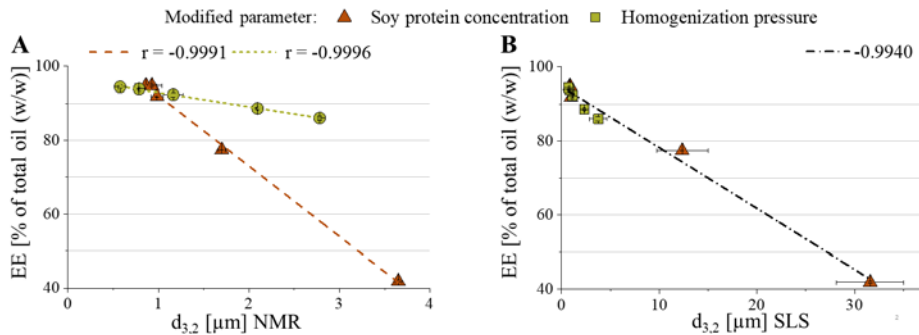 Modified parameter: Soy protein concentration Homogenization pressure
A r = -0.9991 r = -0.9996
B -0.9940
EE [% of total oil (w/w)]
100
80
60
40
0 1 2 3 4
d3,2 [µm] NMR
EE [% of total oil (w/w)]
100
80
60
40
0 10 20 30
d3,2 [µm] SLS
2